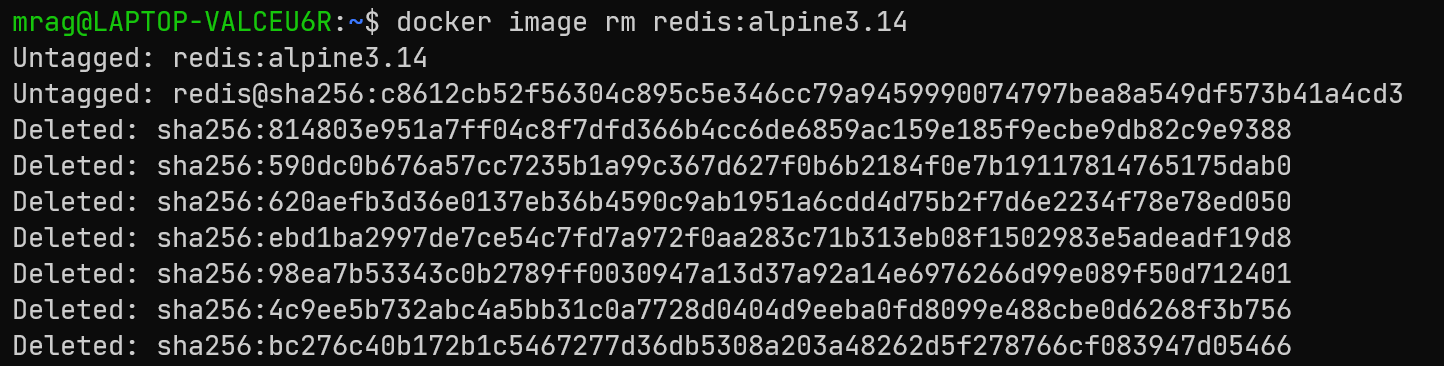 mrag@LAPTOP-VALCEU6R:~$ docker image rm redis:alpine3.14
Untagged: redis:alpine3.14
Untagged: redis@sha256:c8612cb52f56304c895c5e346cc79a9459990074797bea8a549df573b41a4cd3
Deleted: sha256:814803e951a7ff04c8f7dfd366b4cc6de6859ac159e185f9ecbe9db82c9e9388
Deleted: sha256:590dc0b676a57cc7235b1a99c367d627f0b6b2184f0e7b19117814765175dab0
Deleted: sha256:620aefb3d36e0137eb36b4590c9ab1951a6cdd4d75b2f7d6e2234f78e78ed050
Deleted: sha256:ebd1ba2997de7ce54c7fd7a972f0aa283c71b313eb08f1502983e5adeadf19d8
Deleted: sha256:98ea7b53343c0b2789ff0030947a13d37a92a14e6976266d99e089f50d712401
Deleted: sha256:4c9ee5b732abc4a5bb31c0a7728d0404d9eeba0fd8099e488cbe0d6268f3b756
Deleted: sha256:bc276c40b172b1c5467277d36db5308a203a48262d5f278766cf083947d05466